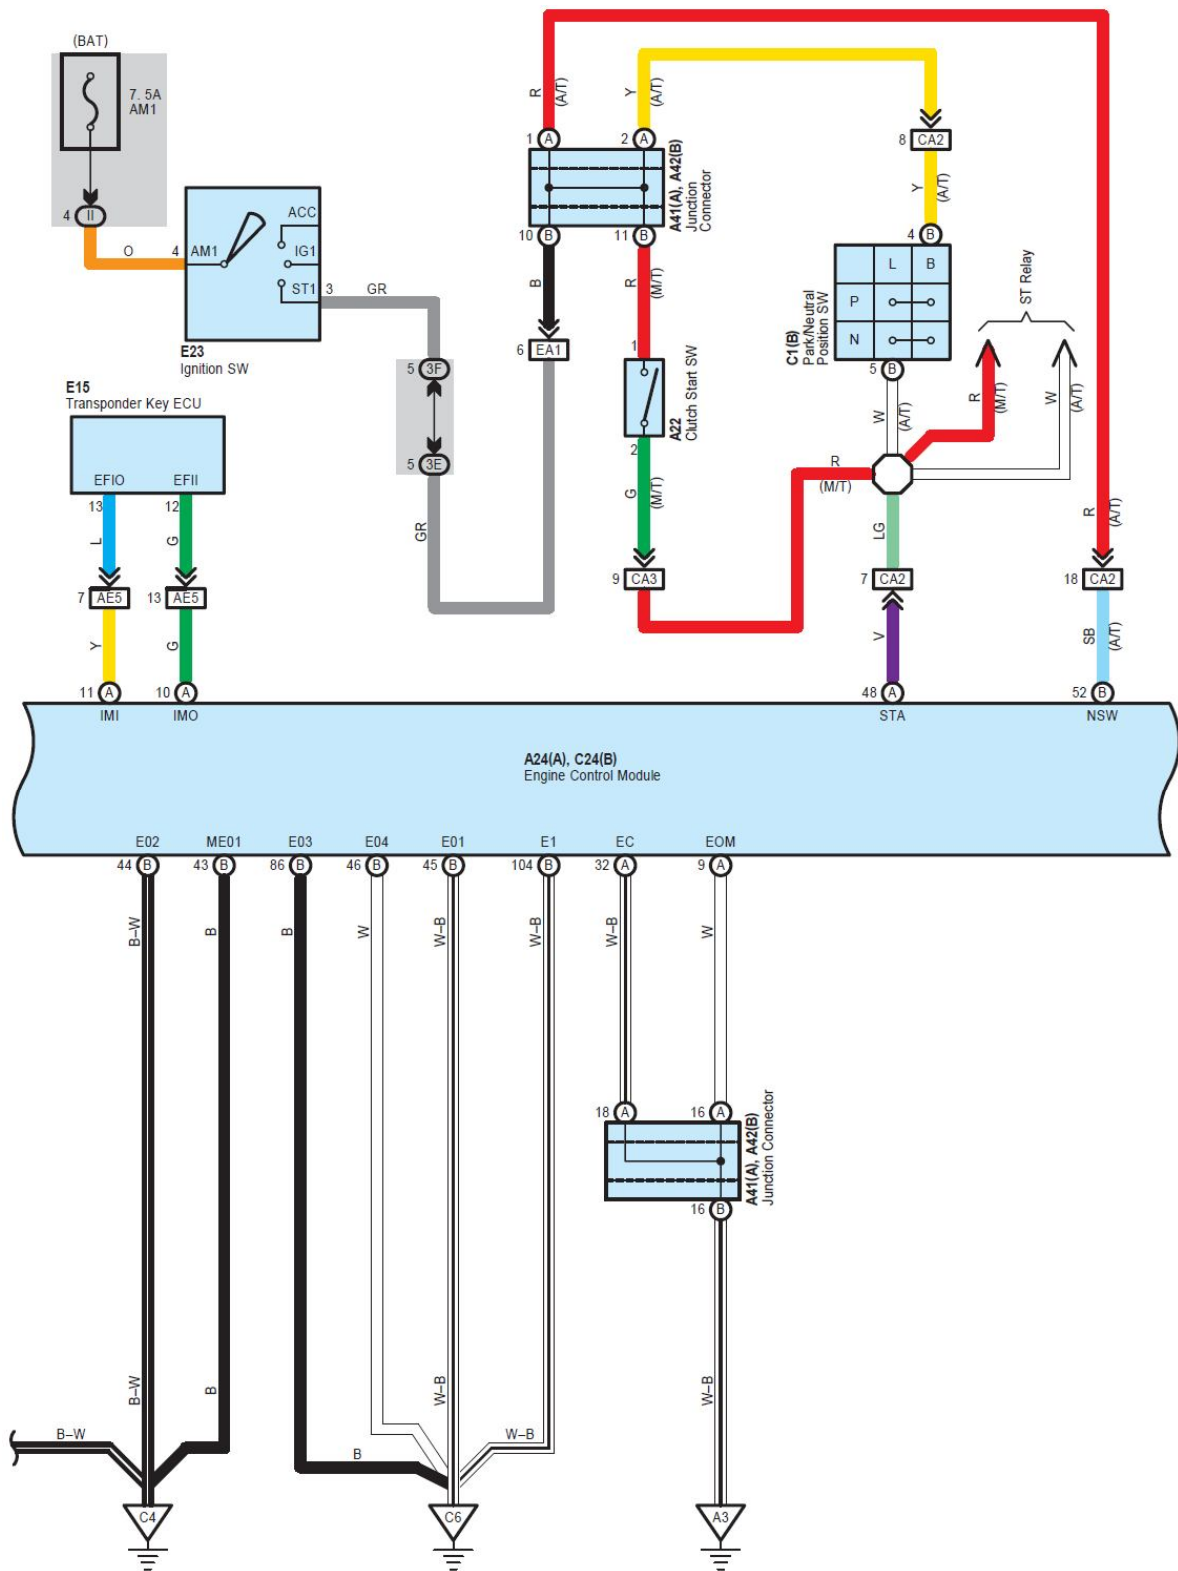 (BAT)
7. 5A
AM1
4 II
O
4 AM1
ACC
IG1
ST1 3
GR
E23
Ignition SW
E15
Transponder Key ECU
EFIO EFII
13 12
L G
7 AE5 13 AE5
Y G
11 A 10 A
IMI IMO
5 3F
5 3E
GR
R (A/T)
Y (A/T)
1 A 2 A
A41(A), A42(B)
Junction
Connector
10 B 11 B
B
R (M/T)
6 EA1
1
A22
Clutch Start SW
2
G (M/T)
9 CA3
8 CA2
Y (A/T)
4 B
L B
P
N
C1(B)
Park/Neutral
Position SW
5 B
W (A/T)
ST Relay
R (M/T)
W (A/T)
R
(M/T)
LG
7 CA2
V
48 A
STA
R (A/T)
18 CA2
SB (A/T)
52 B
NSW
A24(A), C24(B)
Engine Control Module
E02 ME01 E03 E04 E01 E1 EC EOM
44 B 43 B 86 B 46 B 45 B 104 B 32 A 9 A
B–W B B W W–B W–B W–B W
18 A 16 A
A41(A), A42(B)
Junction Connector
16 B
B–W B W–B W–B
B–W B W–B
C4 C6 A3